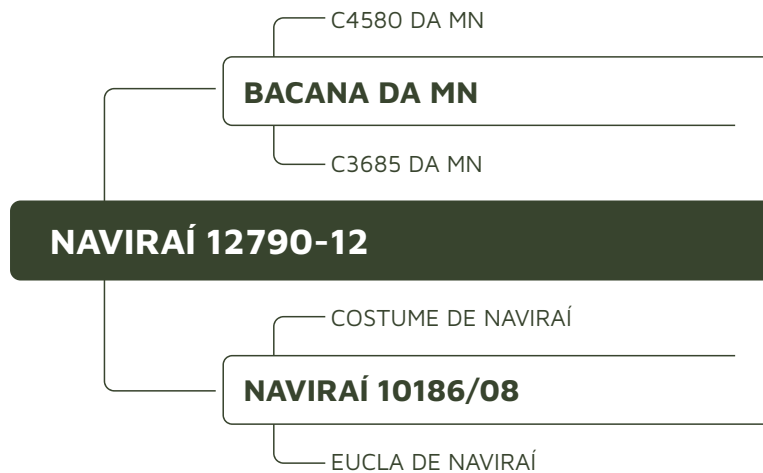 C4580 DA MN
BACANA DA MN
C3685 DA MN
NAVIRAÍ 12790-12
COSTUME DE NAVIRAÍ
NAVIRAÍ 10186/08
EUCLA DE NAVIRAÍ